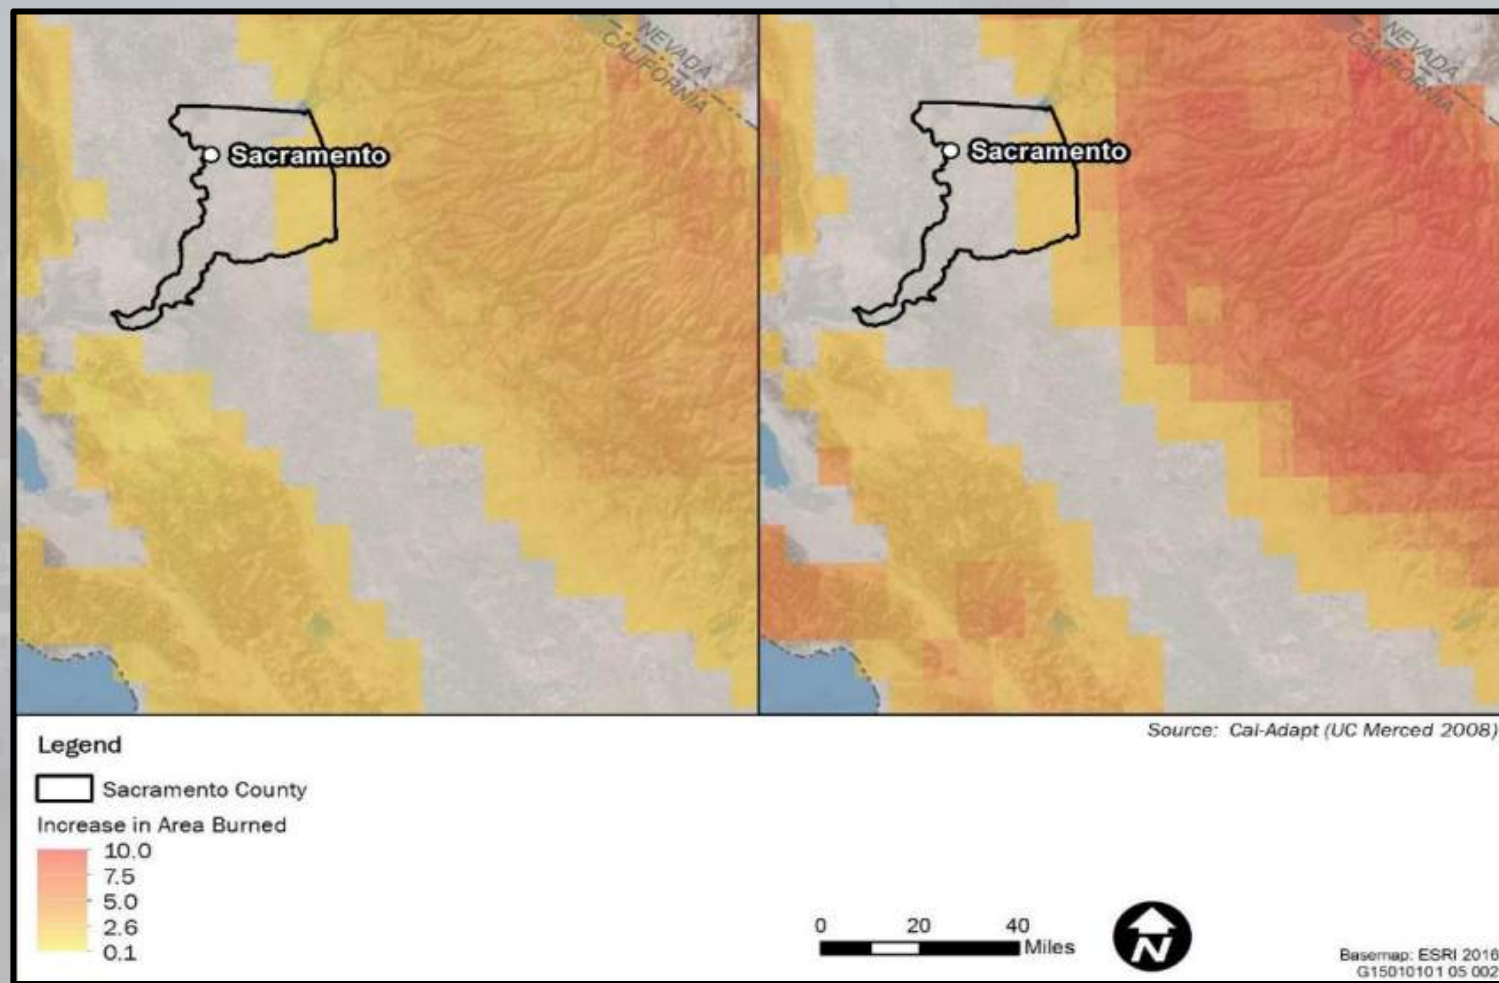 NEVADA
CALIFORNIA
Sacramento
NEVADA
CALIFORNIA
Sacramento
Source: Cal-Adapt (UC Merced 2008)
Legend
Sacramento County
Increase in Area Burned
10.0
7.5
5.0
2.6
0.1
0 20 40
Miles
N
Basemap: ESRI 2016
G15010101 05 002